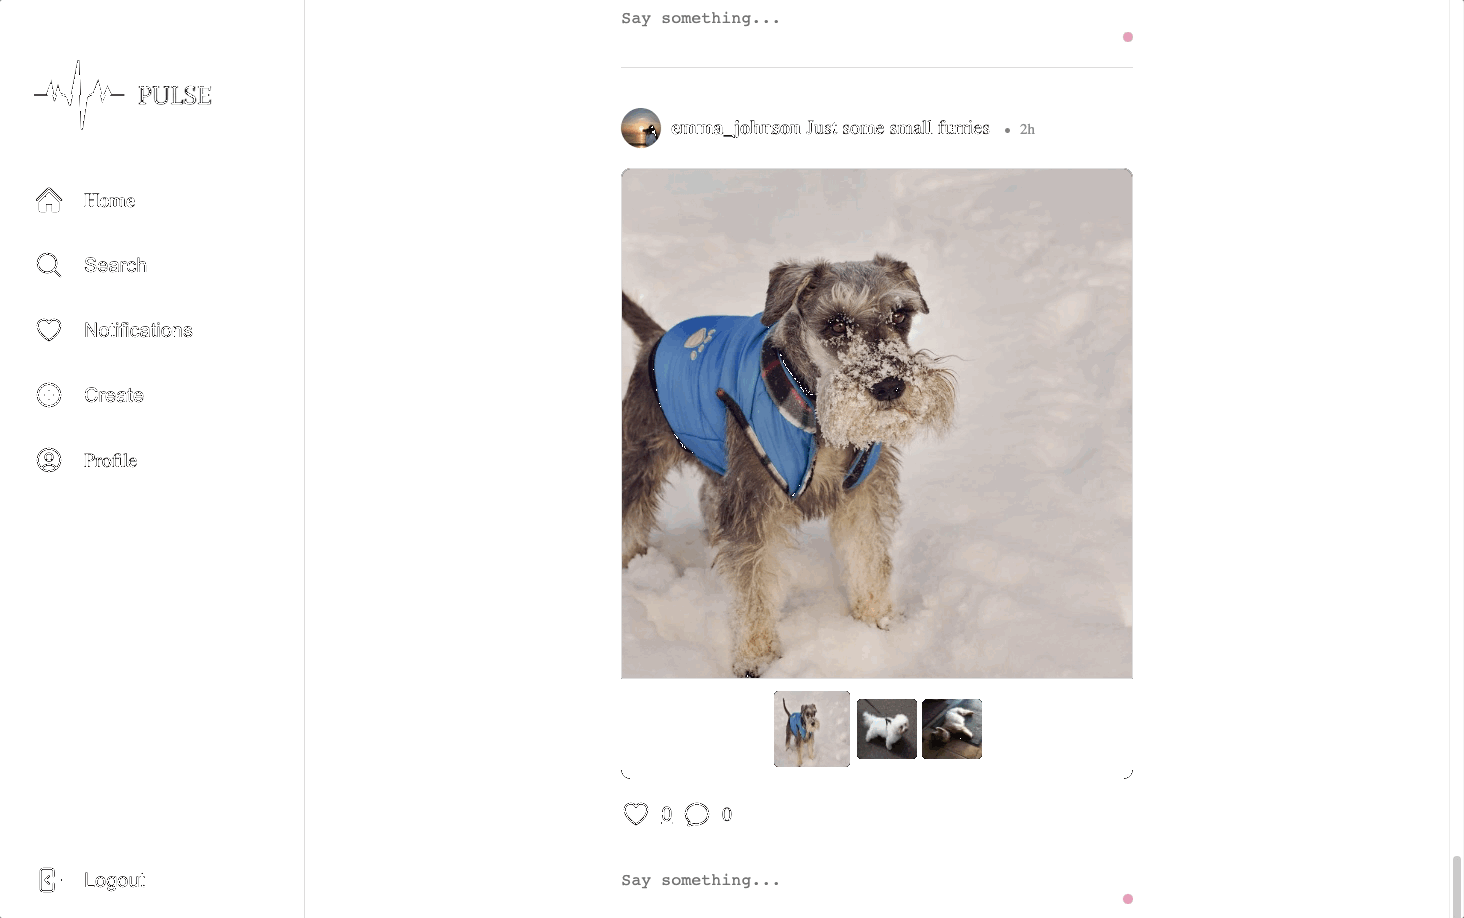 Say something...
PULSE
emma_johnson Just some small furries • 2h
Home
Search
Notifications
Create
Profile
0 0
Logout
Say something...